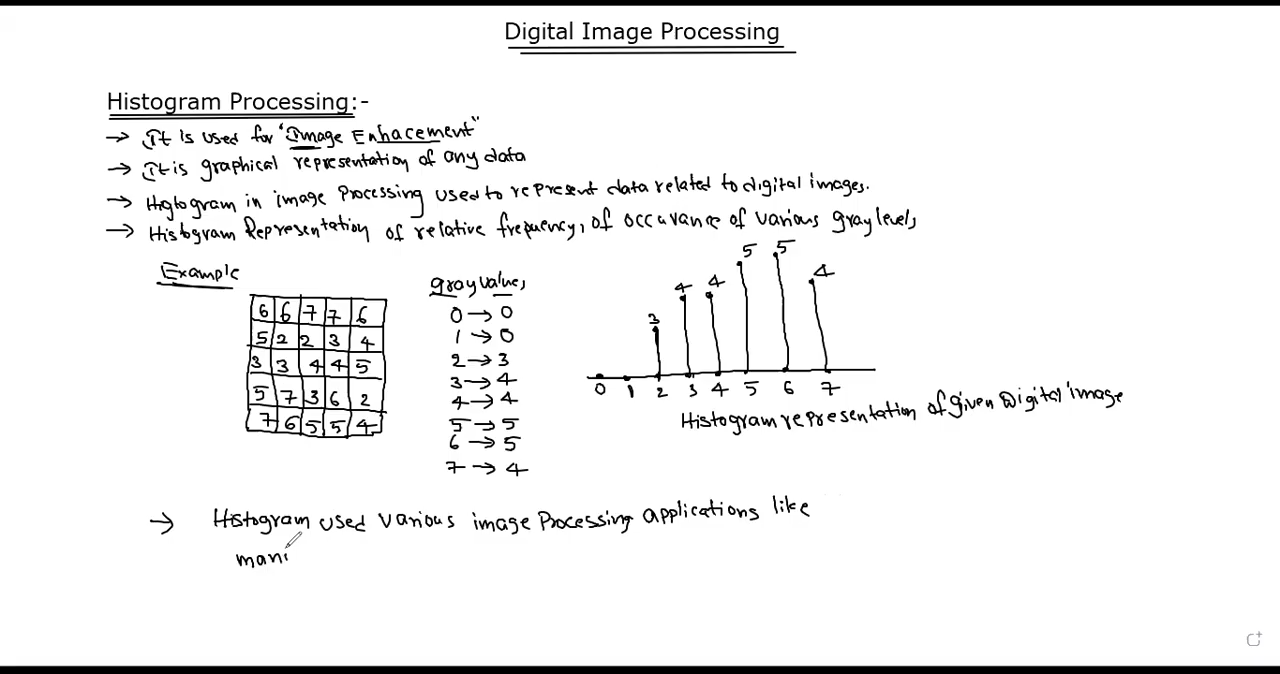 Digital Image Processing
Histogram Processing:-
→ It is used for "Image Enhacement"
→ It is graphical representation of any data
→ Histogram in image Processing used to represent data related to digital images.
→ Histogram Representation of relative frequency, of occurance of various gray levels
Example
6 6 7 7 6
5 2 2 3 4
3 3 4 4 5
5 7 3 6 2
7 6 5 5 4
gray values
0 → 0
1 → 0
2 → 3
3 → 4
4 → 4
5 → 5
6 → 5
7 → 4
3 4 4 5 5 4
0 1 2 3 4 5 6 7
Histogram representation of given Digital image
→ Histogram used various image Processing applications like
mani